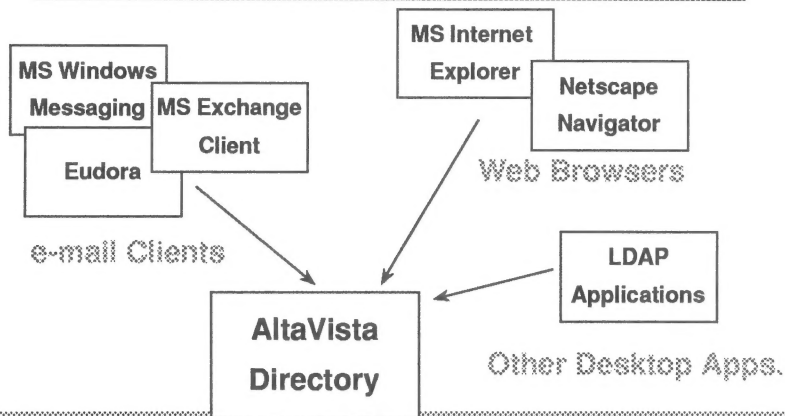 MS Windows
Messaging
MS Exchange
Client
Eudora
e-mail Clients
MS Internet
Explorer
Netscape
Navigator
Web Browsers
LDAP
Applications
Other Desktop Apps.
AltaVista
Directory